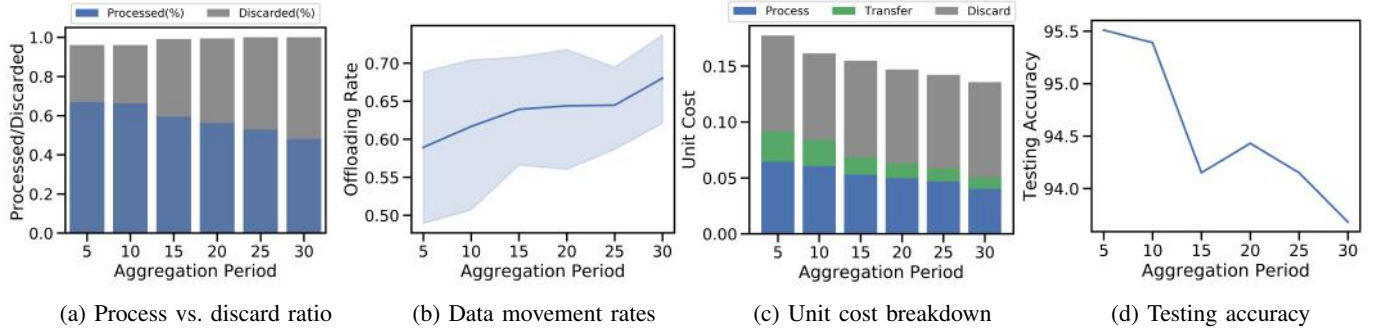 Processed(%) Discarded(%)
Processed/Discarded
1.0
0.8
0.6
0.4
0.2
0.0
5 10 15 20 25 30
Aggregation Period
(a) Process vs. discard ratio
Offloading Rate
0.70
0.65
0.60
0.55
0.50
5 10 15 20 25 30
Aggregation Period
(b) Data movement rates
Process Transfer Discard
Unit Cost
0.15
0.10
0.05
0.00
5 10 15 20 25 30
Aggregation Period
(c) Unit cost breakdown
Testing Accuracy
95.5
95.0
94.5
94.0
5 10 15 20 25 30
Aggregation Period
(d) Testing accuracy